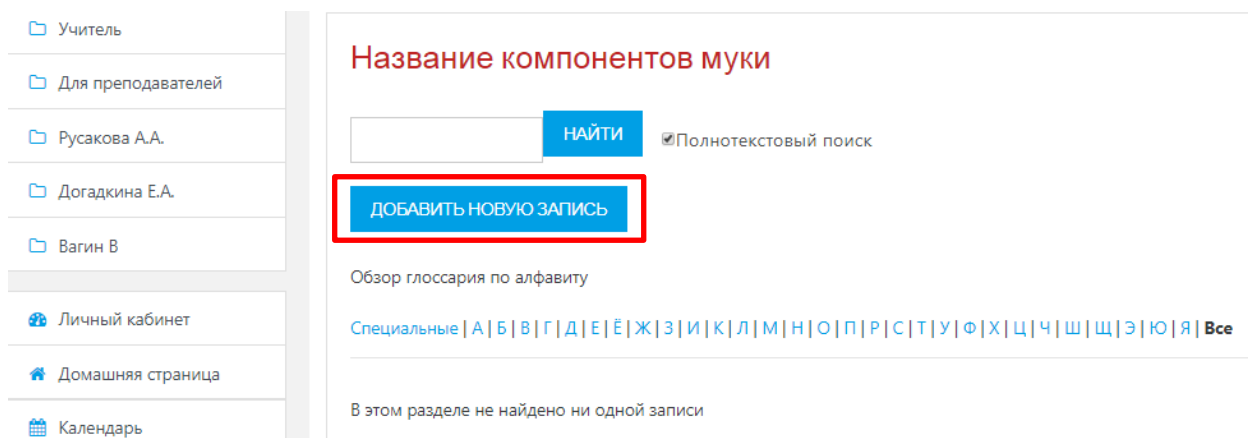 Учитель
Для преподавателей
Русакова А.А.
Догадкина Е.А.
Вагин В
Личный кабинет
Домашняя страница
Календарь
Название компонентов муки
НАЙТИ
Полнотекстовый поиск
ДОБАВИТЬ НОВУЮ ЗАПИСЬ
Обзор глоссария по алфавиту
Специальные | А | Б | В | Г | Д | Е | Ё | Ж | З | И | К | Л | М | Н | О | П | Р | С | Т | У | Ф | Х | Ц | Ч | Ш | Щ | Э | Ю | Я | Все
В этом разделе не найдено ни одной записи